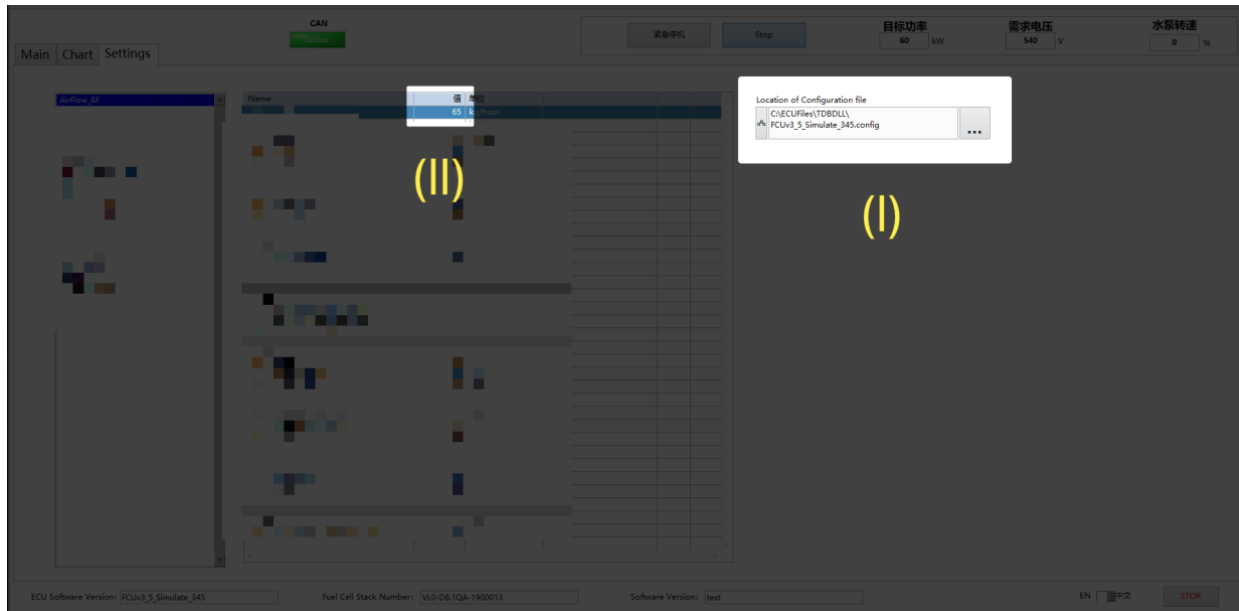 CAN
Online
紧急停机
Stop
目标功率
60 kW
需求电压
540 V
水泵转速
0 %
Main Chart Settings
Airflow_AF
Name 值 单位
65 kg/hour
Location of Configuration file
C:\ECUFiles\TDBDLL\
FCUv3_5_Simulate_345.config
...
(II)
(I)
ECU Software Version: FCUv3_5_Simulate_345
Fuel Cell Stack Number: VL0-D6.1QA-1900013
Software Version: test
EN 中文
STOP